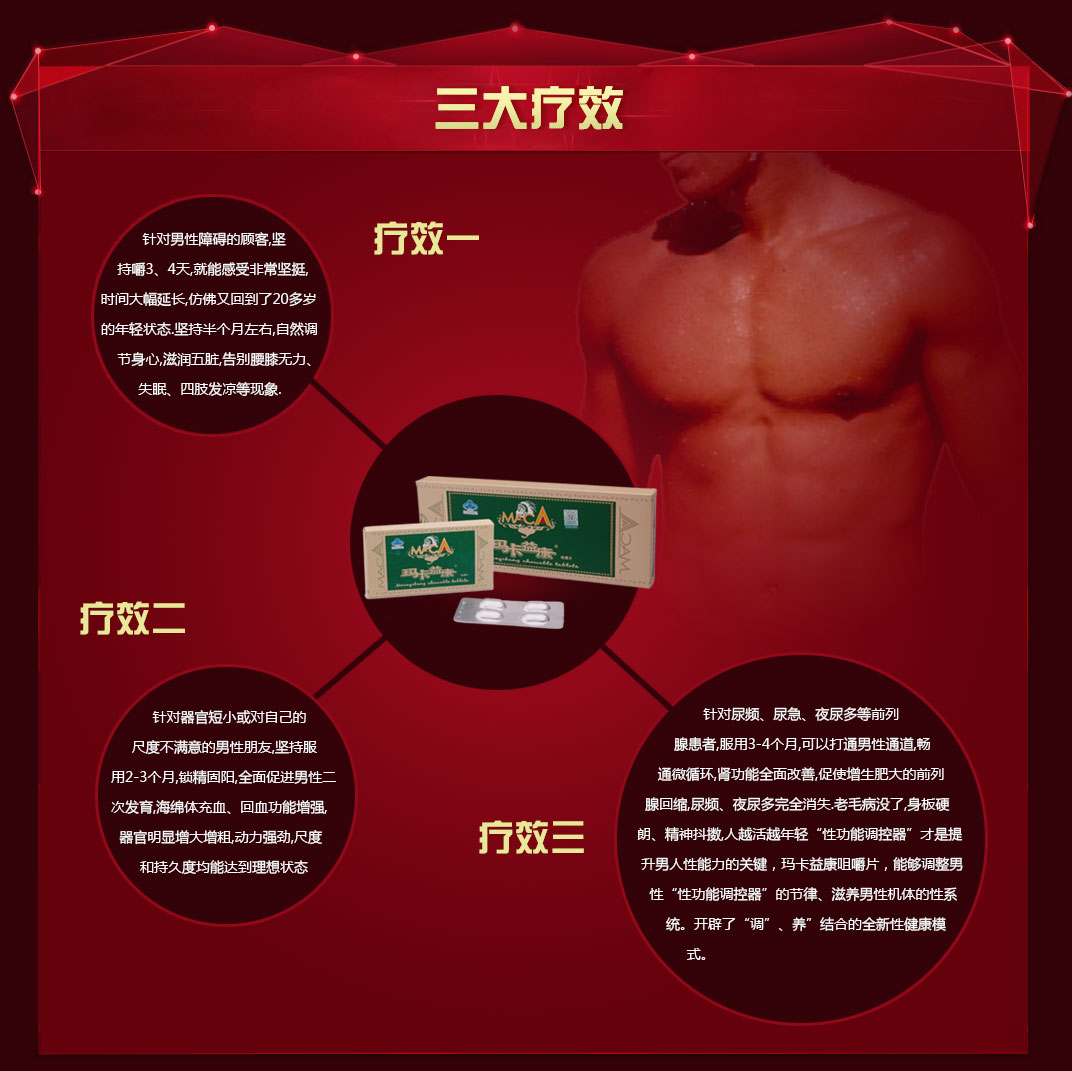 三大疗效
疗效一
针对男性障碍的顾客,坚
持嚼3、4天,就能感受非常坚挺,
时间大幅延长,仿佛又回到了20多岁
的年轻状态.坚持半个月左右,自然调
节身心,滋润五脏,告别腰膝无力、
失眠、四肢发凉等现象.
MACA
玛卡益康
MACA
MACA
玛卡益康
chewable tablets
疗效二
针对器官短小或对自己的
尺度不满意的男性朋友,坚持服
用2-3个月,锁精固阳,全面促进男性二
次发育,海绵体充血、回血功能增强,
器官明显增大增粗,动力强劲,尺度
和持久度均能达到理想状态
疗效三
针对尿频、尿急、夜尿多等前列
腺患者,服用3-4个月,可以打通男性通道,畅
通微循环,肾功能全面改善,促使增生肥大的前列
腺回缩,尿频、夜尿多完全消失.老毛病没了,身板硬
朗、精神抖擞,人越活越年轻“性功能调控器”才是提
升男人性能力的关键，玛卡益康咀嚼片，能够调整男
性“性功能调控器”的节律、滋养男性机体的性系
统。开辟了“调”、养”结合的全新性健康模
式。